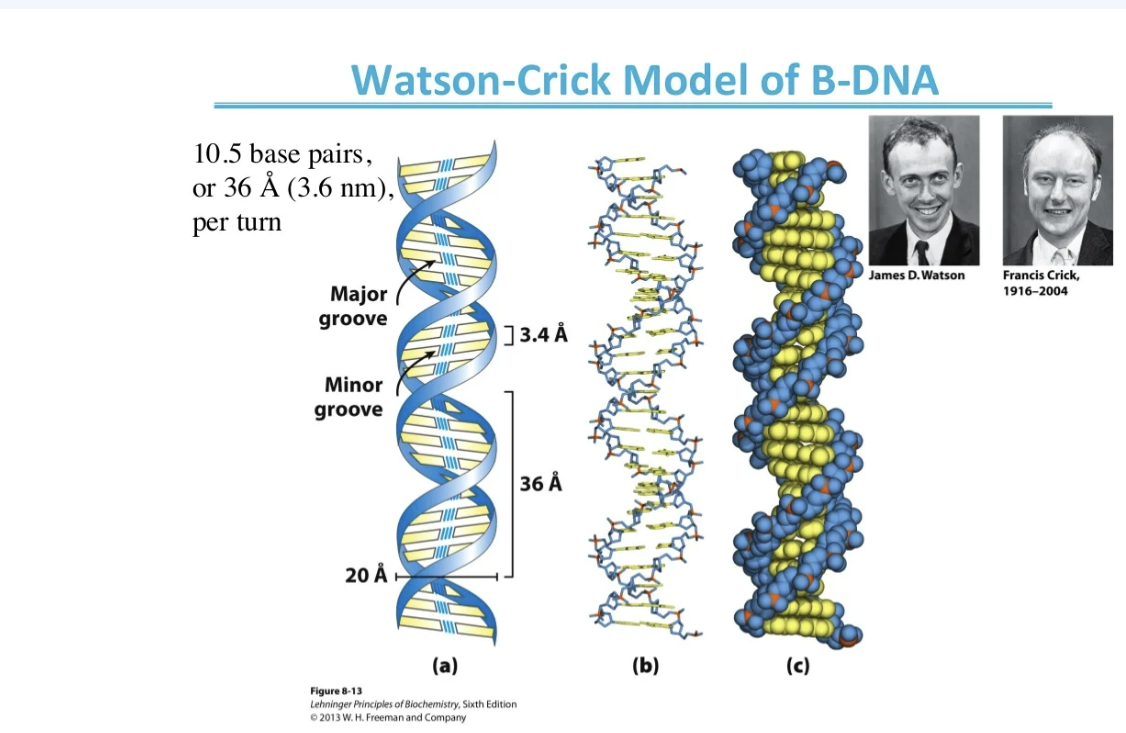 Watson-Crick Model of B-DNA
10.5 base pairs,
or 36 Å (3.6 nm),
per turn
Major
groove
Minor
groove
3.4 Å
36 Å
20 Å
(a)
(b)
(c)
James D. Watson
Francis Crick,
1916–2004
Figure 8-13
Lehninger Principles of Biochemistry, Sixth Edition
© 2013 W. H. Freeman and Company